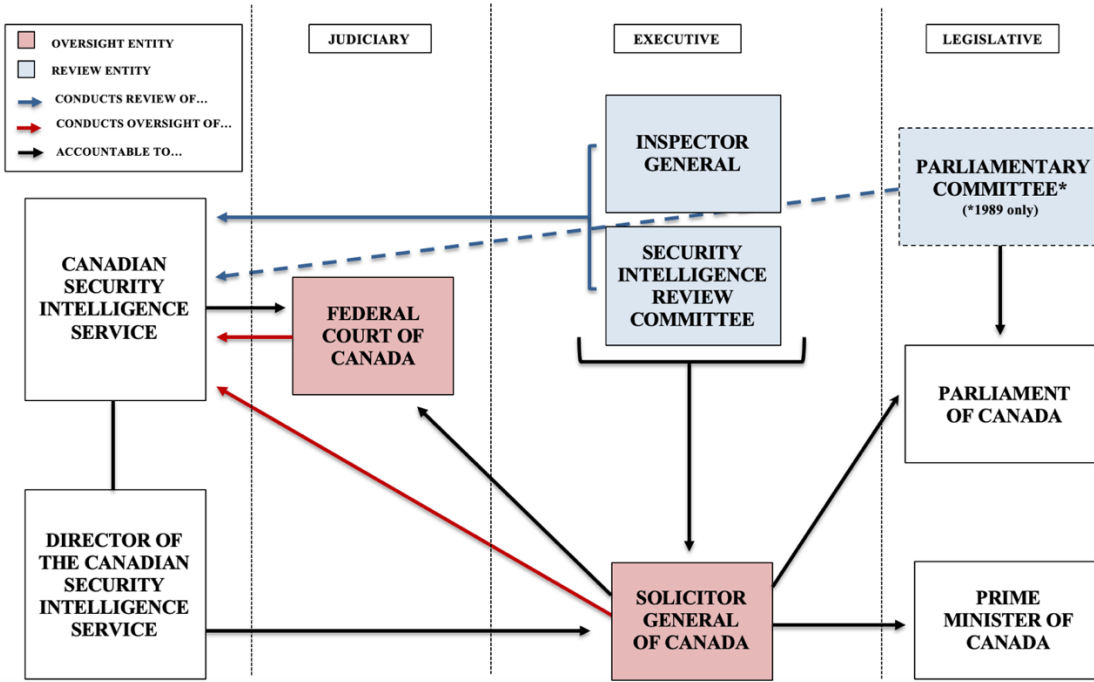 OVERSIGHT ENTITY
REVIEW ENTITY
CONDUCTS REVIEW OF…
CONDUCTS OVERSIGHT OF…
ACCOUNTABLE TO…
JUDICIARY
EXECUTIVE
LEGISLATIVE
INSPECTOR
GENERAL
PARLIAMENTARY
COMMITTEE*
(*1989 only)
CANADIAN
SECURITY
INTELLIGENCE
SERVICE
FEDERAL
COURT OF
CANADA
SECURITY
INTELLIGENCE
REVIEW
COMMITTEE
PARLIAMENT
OF CANADA
DIRECTOR OF
THE CANADIAN
SECURITY
INTELLIGENCE
SERVICE
SOLICITOR
GENERAL
OF CANADA
PRIME
MINISTER OF
CANADA